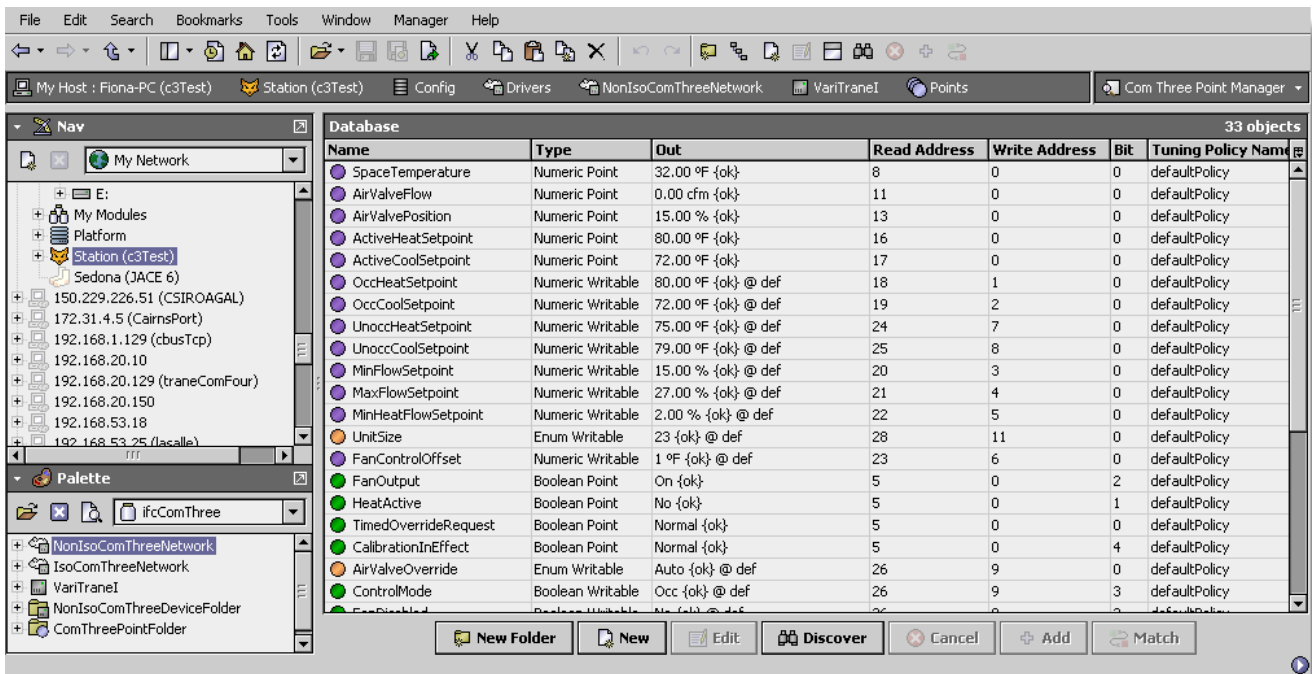 File Edit Search Bookmarks Tools Window Manager Help
My Host : Fiona-PC (c3Test) Station (c3Test) Config Drivers NonIsoComThreeNetwork VariTraneI Points Com Three Point Manager
Nav
My Network
E:
My Modules
Platform
Station (c3Test)
Sedona (JACE 6)
150.229.226.51 (CSIROAGAL)
172.31.4.5 (CairnsPort)
192.168.1.129 (cbusTcp)
192.168.20.10
192.168.20.129 (traneComFour)
192.168.20.150
192.168.53.18
192.168.53.25 (lasalle)
Palette
ifcComThree
NonIsoComThreeNetwork
IsoComThreeNetwork
VariTraneI
NonIsoComThreeDeviceFolder
ComThreePointFolder
Database 33 objects
Name Type Out Read Address Write Address Bit Tuning Policy Name
SpaceTemperature Numeric Point 32.00 ºF {ok} 8 0 0 defaultPolicy
AirValveFlow Numeric Point 0.00 cfm {ok} 11 0 0 defaultPolicy
AirValvePosition Numeric Point 15.00 % {ok} 13 0 0 defaultPolicy
ActiveHeatSetpoint Numeric Point 80.00 ºF {ok} 16 0 0 defaultPolicy
ActiveCoolSetpoint Numeric Point 72.00 ºF {ok} 17 0 0 defaultPolicy
OccHeatSetpoint Numeric Writable 80.00 ºF {ok} @ def 18 1 0 defaultPolicy
OccCoolSetpoint Numeric Writable 72.00 ºF {ok} @ def 19 2 0 defaultPolicy
UnoccHeatSetpoint Numeric Writable 75.00 ºF {ok} @ def 24 7 0 defaultPolicy
UnoccCoolSetpoint Numeric Writable 79.00 ºF {ok} @ def 25 8 0 defaultPolicy
MinFlowSetpoint Numeric Writable 15.00 % {ok} @ def 20 3 0 defaultPolicy
MaxFlowSetpoint Numeric Writable 27.00 % {ok} @ def 21 4 0 defaultPolicy
MinHeatFlowSetpoint Numeric Writable 2.00 % {ok} @ def 22 5 0 defaultPolicy
UnitSize Enum Writable 23 {ok} @ def 28 11 0 defaultPolicy
FanControlOffset Numeric Writable 1 ºF {ok} @ def 23 6 0 defaultPolicy
FanOutput Boolean Point On {ok} 5 0 2 defaultPolicy
HeatActive Boolean Point No {ok} 5 0 1 defaultPolicy
TimedOverrideRequest Boolean Point Normal {ok} 5 0 0 defaultPolicy
CalibrationInEffect Boolean Point Normal {ok} 5 0 4 defaultPolicy
AirValveOverride Enum Writable Auto {ok} @ def 26 9 0 defaultPolicy
ControlMode Boolean Writable Occ {ok} @ def 26 9 3 defaultPolicy
New Folder New Edit Discover Cancel Add Match